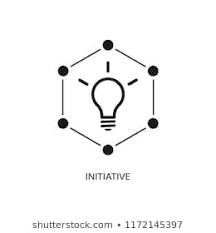 INITIATIVE
shutterstock.com • 1172145397